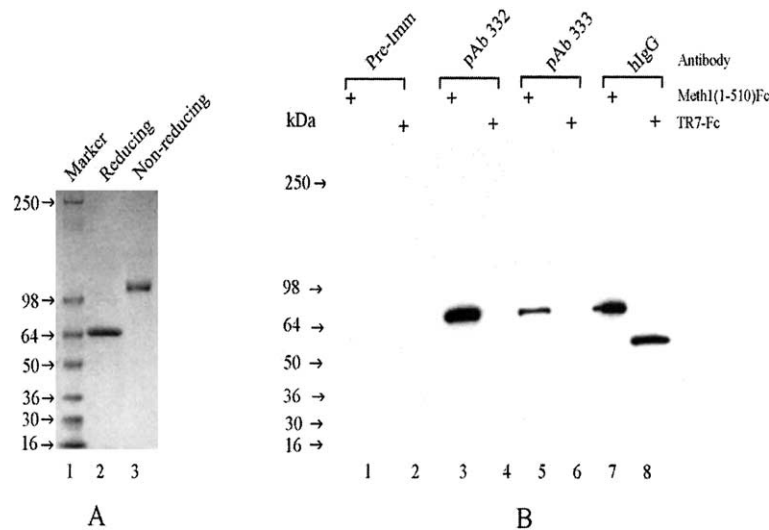 Marker
Reducing
Non-reducing
250→
98→
64→
50→
36→
30→
16→
1 2 3
A
Pre-Imm
pAb 332
pAb 333
hIgG
Antibody
+ + + + Meth1(1-510)Fc
+ + + + TR7-Fc
kDa
250→
98→
64→
50→
36→
30→
16→
1 2 3 4 5 6 7 8
B